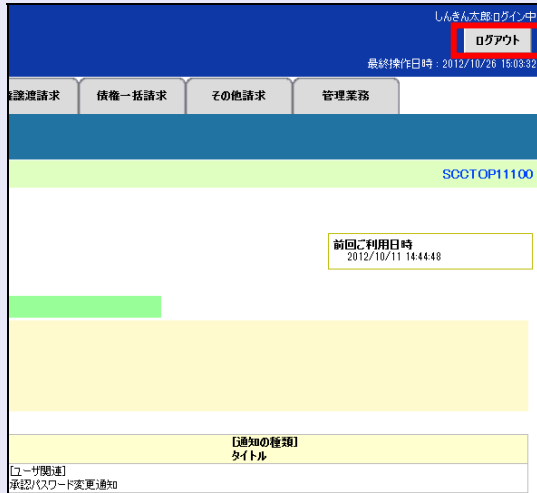 しんきん太郎:ログイン中
ログアウト
最終操作日時：2012/10/26 15:03:32
譲渡請求
債権一括請求
その他請求
管理業務
SCCTOP11100
前回ご利用日時
2012/10/11 14:44:48
[通知の種類]
タイトル
[ユーザ関連]
承認パスワード変更通知